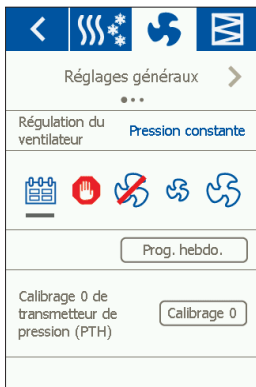 Réglages généraux
Régulation du
ventilateur
Pression constante
Prog. hebdo.
Calibrage 0 de
transmetteur de
pression (PTH)
Calibrage 0